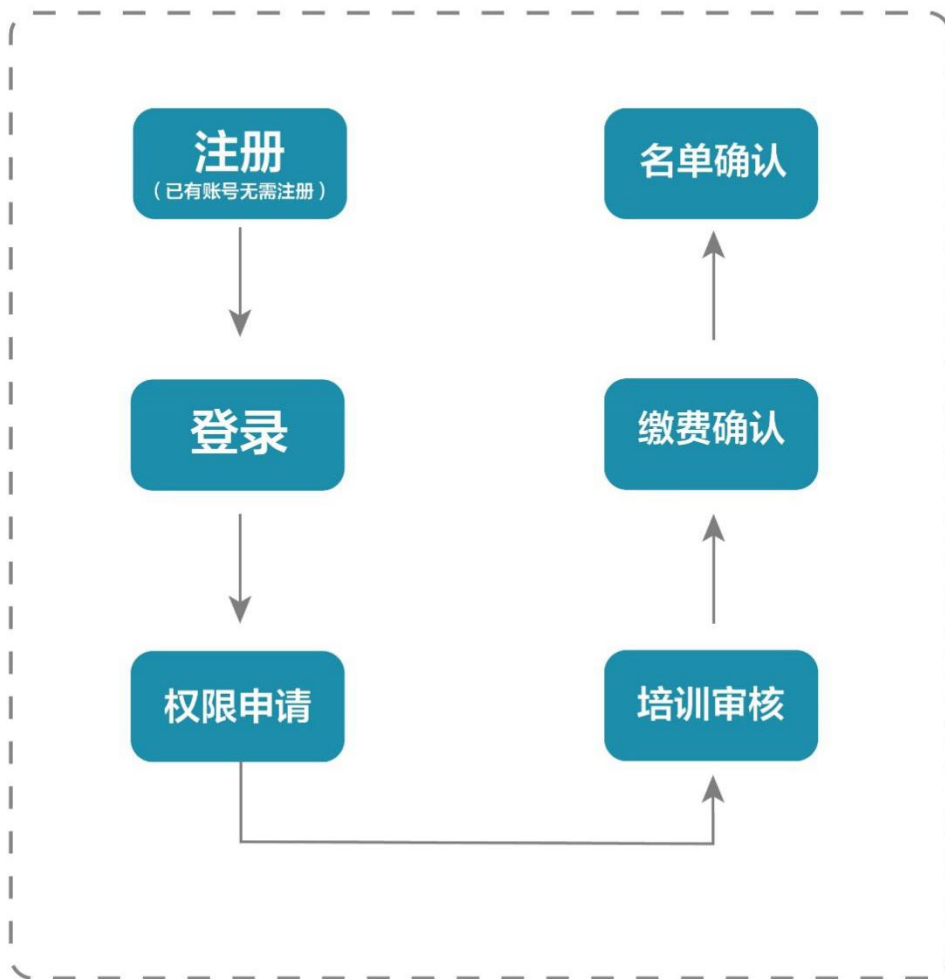 注册
（已有账号无需注册）
登录
权限申请
培训审核
缴费确认
名单确认